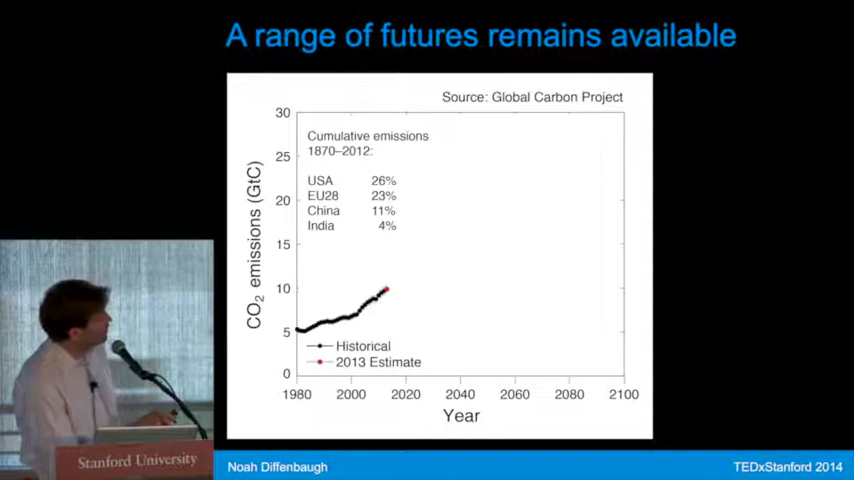 A range of futures remains available
Source: Global Carbon Project
30
25
20
15
10
5
0
CO2 emissions (GtC)
Cumulative emissions
1870–2012:
USA 26%
EU28 23%
China 11%
India 4%
Historical
2013 Estimate
1980 2000 2020 2040 2060 2080 2100
Year
Stanford University
Noah Diffenbaugh
TEDxStanford 2014